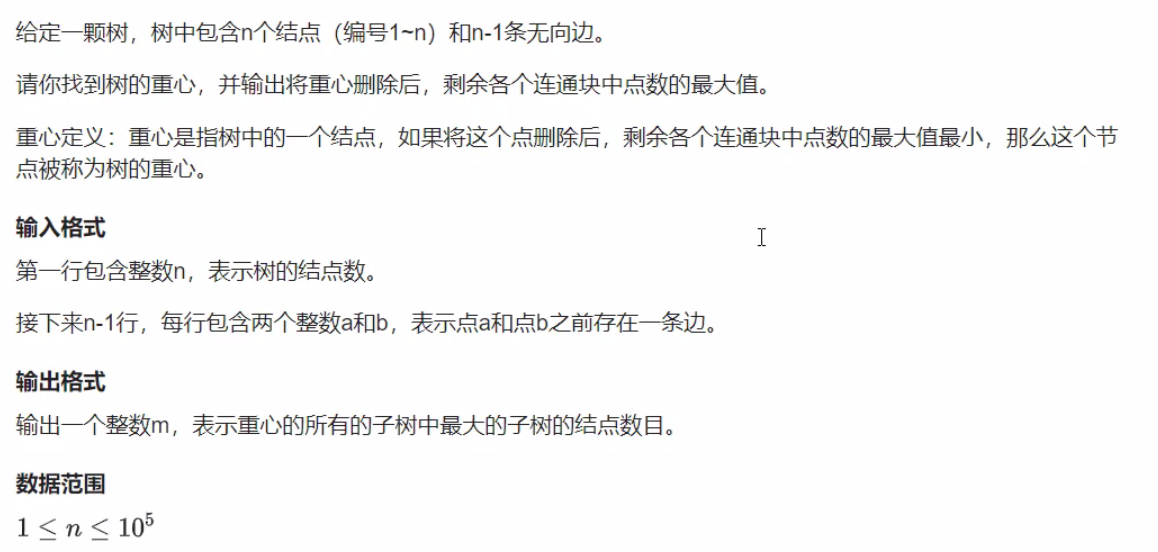 给定一颗树，树中包含n个结点（编号1~n）和n-1条无向边。
请你找到树的重心，并输出将重心删除后，剩余各个连通块中点数的最大值。
重心定义：重心是指树中的一个结点，如果将这个点删除后，剩余各个连通块中点数的最大值最小，那么这个节
点被称为树的重心。
输入格式
第一行包含整数n，表示树的结点数。
接下来n-1行，每行包含两个整数a和b，表示点a和点b之前存在一条边。
输出格式
输出一个整数m，表示重心的所有的子树中最大的子树的结点数目。
数据范围
1 ≤ n ≤ 10⁵